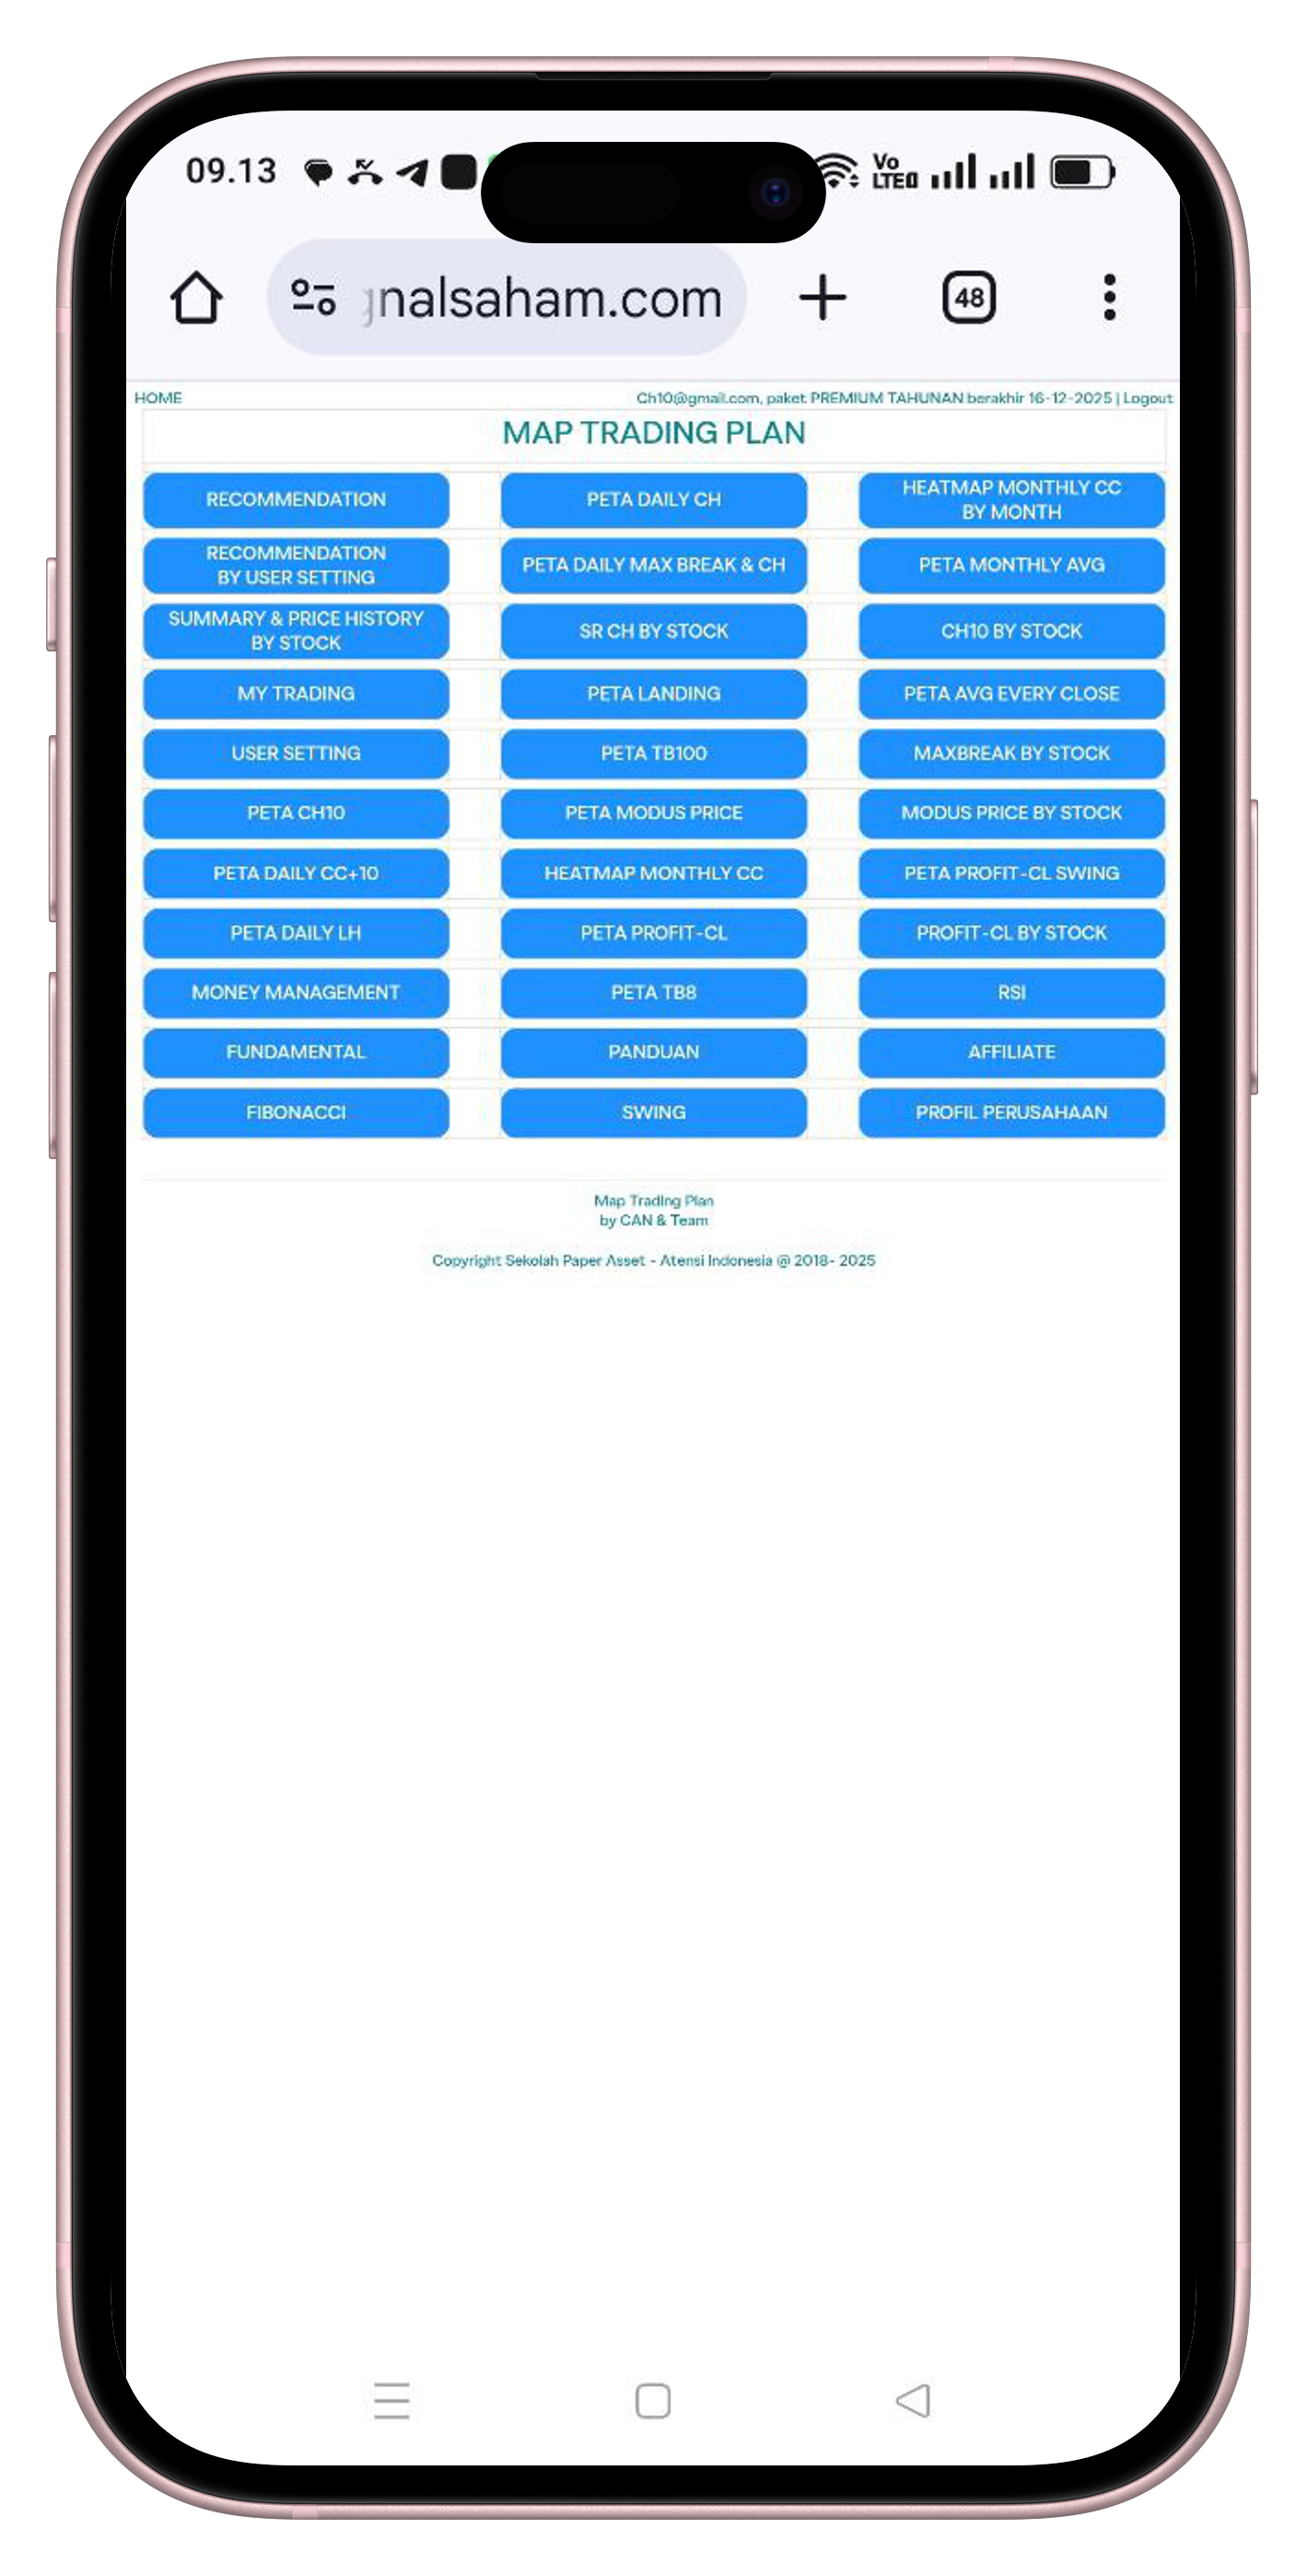 09.13
Vo
LTE
gnalsaham.com
48
HOME
Ch10@gmail.com, paket PREMIUM TAHUNAN berakhir 16-12-2025 | Logout
MAP TRADING PLAN
RECOMMENDATION
PETA DAILY CH
HEATMAP MONTHLY CC
BY MONTH
RECOMMENDATION
BY USER SETTING
PETA DAILY MAX BREAK & CH
PETA MONTHLY AVG
SUMMARY & PRICE HISTORY
BY STOCK
SR CH BY STOCK
CH10 BY STOCK
MY TRADING
PETA LANDING
PETA AVG EVERY CLOSE
USER SETTING
PETA TB100
MAXBREAK BY STOCK
PETA CH10
PETA MODUS PRICE
MODUS PRICE BY STOCK
PETA DAILY CC+10
HEATMAP MONTHLY CC
PETA PROFIT-CL SWING
PETA DAILY LH
PETA PROFIT-CL
PROFIT-CL BY STOCK
MONEY MANAGEMENT
PETA TB8
RSI
FUNDAMENTAL
PANDUAN
AFFILIATE
FIBONACCI
SWING
PROFIL PERUSAHAAN
Map Trading Plan
by CAN & Team
Copyright Sekolah Paper Asset - Atensi Indonesia @ 2018- 2025